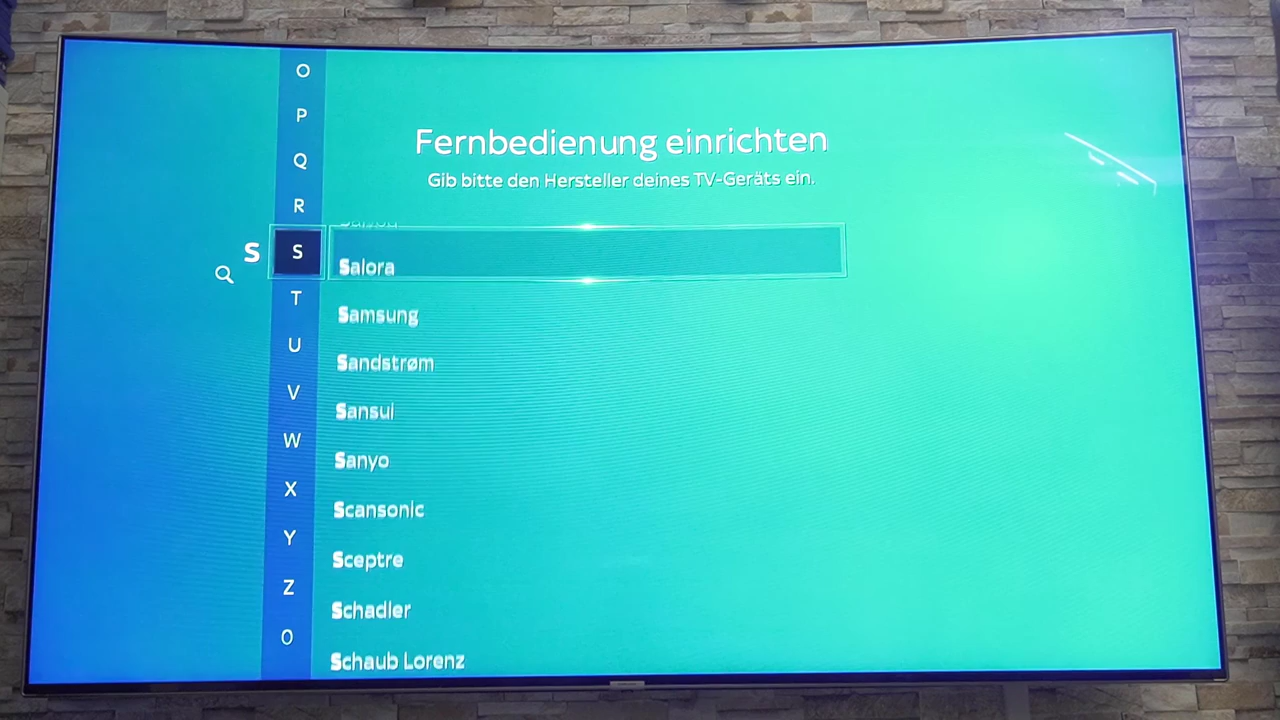 O
P
Q
R
S
S
T
U
V
W
X
Y
Z
0
Fernbedienung einrichten
Gib bitte den Hersteller deines TV-Geräts ein.
Salora
Samsung
Sandstrøm
Sansui
Sanyo
Scansonic
Sceptre
Schadler
Schaub Lorenz